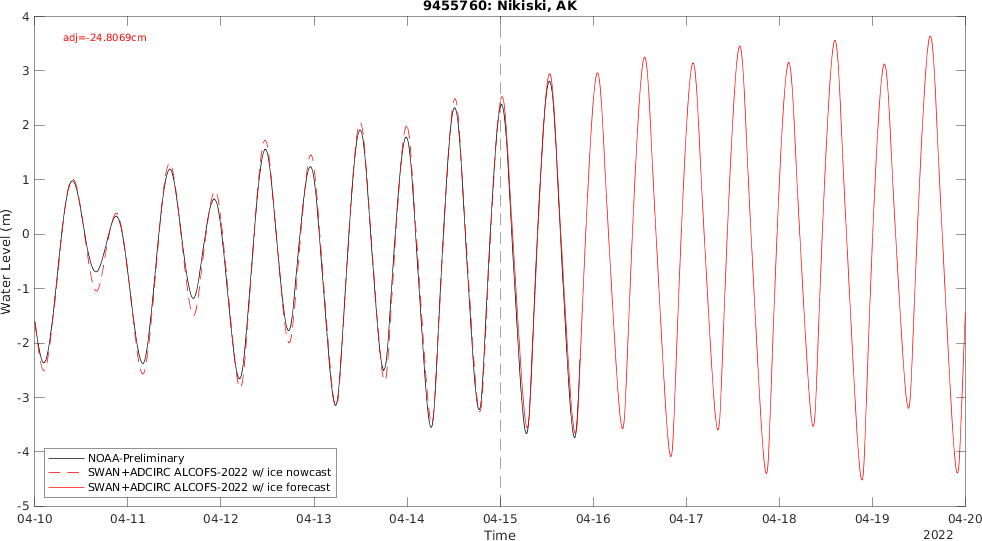 9455760: Nikiski, AK
adj=-24.8069cm
4
3
2
1
0
-1
-2
-3
-4
-5
Water Level (m)
NOAA-Preliminary
SWAN+ADCIRC ALCOFS-2022 w/ ice nowcast
SWAN+ADCIRC ALCOFS-2022 w/ ice forecast
04-10 04-11 04-12 04-13 04-14 04-15 04-16 04-17 04-18 04-19 04-20
Time
2022